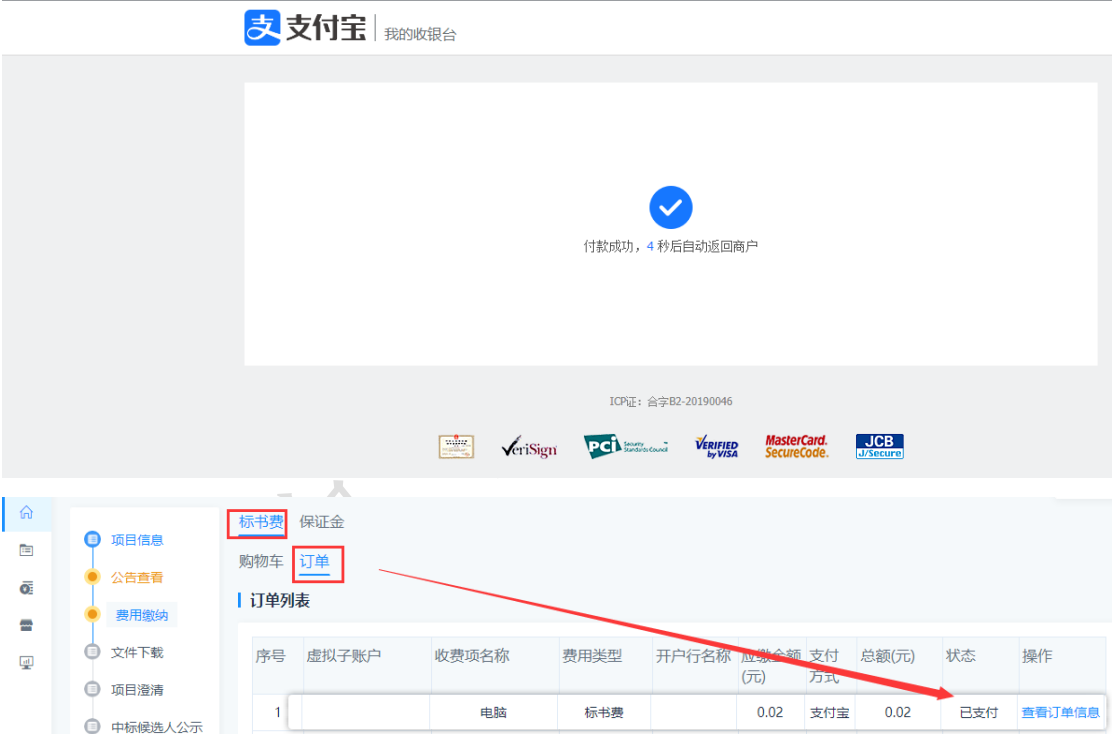 支 支付宝 我的收银台
付款成功，4 秒后自动返回商户
ICP证：合字B2-20190046
VeriSign PCI Security Standards Council VERIFIED by VISA MasterCard. SecureCode. JCB J/Secure
标书费 保证金
项目信息
购物车 订单
公告查看
订单列表
费用缴纳
文件下载
序号 虚拟子账户 收费项名称 费用类型 开户行名称 应缴金额(元) 支付方式 总额(元) 状态 操作
项目澄清
1 电脑 标书费 0.02 支付宝 0.02 已支付 查看订单信息
中标候选人公示